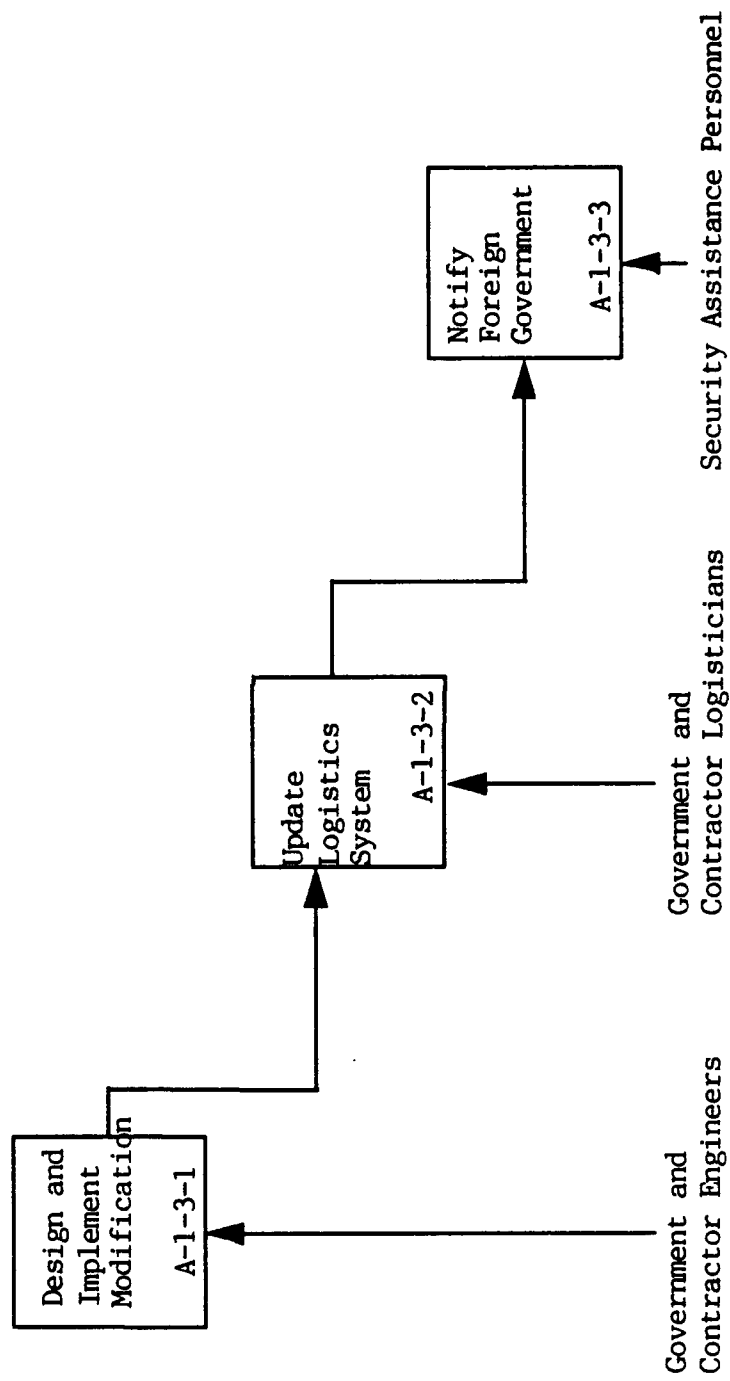 Design and
Implement
Modification
A-1-3-1
Update
Logistics
System
A-1-3-2
Notify
Foreign
Government
A-1-3-3
Government and
Contractor Engineers
Government and
Contractor Logisticians
Security Assistance Personnel